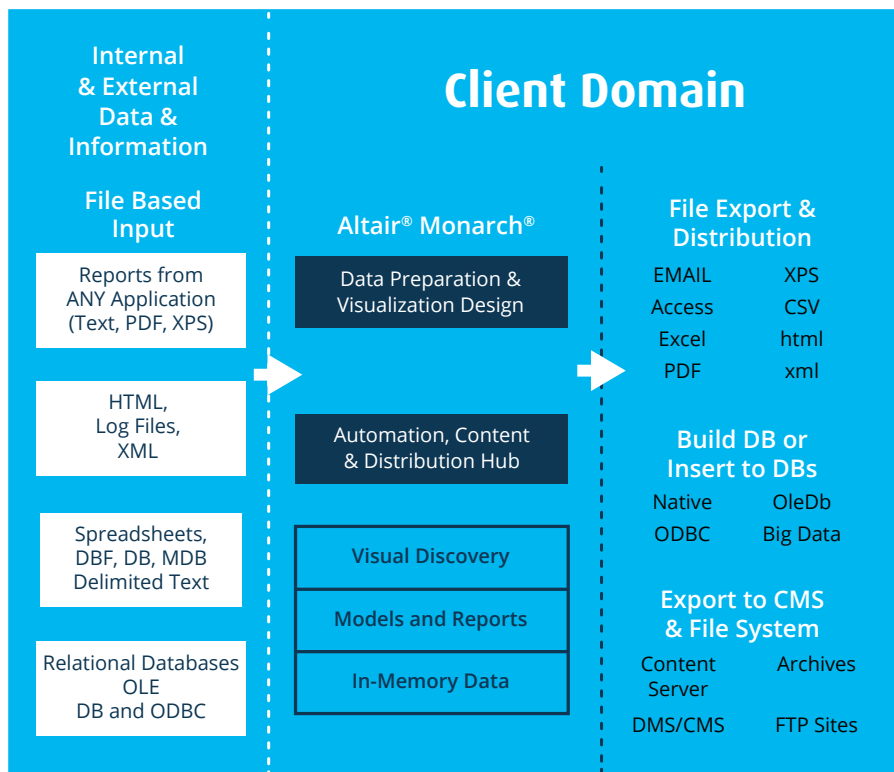 Internal
& External
Data &
Information
File Based
Input
Reports from
ANY Application
(Text, PDF, XPS)
HTML,
Log Files,
XML
Spreadsheets,
DBF, DB, MDB
Delimited Text
Relational Databases
OLE
DB and ODBC
Client Domain
Altair® Monarch®
Data Preparation &
Visualization Design
Automation, Content
& Distribution Hub
Visual Discovery
Models and Reports
In-Memory Data
File Export &
Distribution
EMAIL XPS
Access CSV
Excel html
PDF xml
Build DB or
Insert to DBs
Native OleDb
ODBC Big Data
Export to CMS
& File System
Content Archives
Server
DMS/CMS FTP Sites